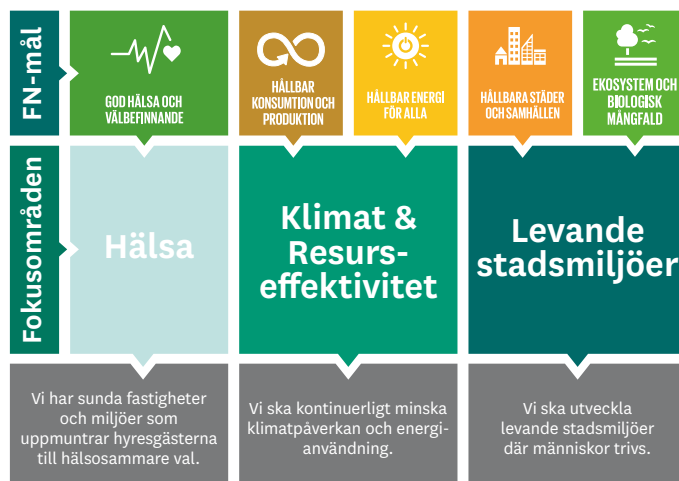 FN-mål
GOD HÄLSA OCH
VÄLBEFINNANDE
HÅLLBAR
KONSUMTION OCH
PRODUKTION
HÅLLBAR ENERGI
FÖR ALLA
HÅLLBARA STÄDER
OCH SAMHÄLLEN
EKOSYSTEM OCH
BIOLOGISK
MÅNGFALD
Fokusområden
Hälsa
Klimat &
Resurs-
effektivitet
Levande
stadsmiljöer
Vi har sunda fastigheter
och miljöer som
uppmuntrar hyresgästerna
till hälsosammare val.
Vi ska kontinuerligt minska
klimatpåverkan och energi-
användning.
Vi ska utveckla
levande stadsmiljöer
där människor trivs.